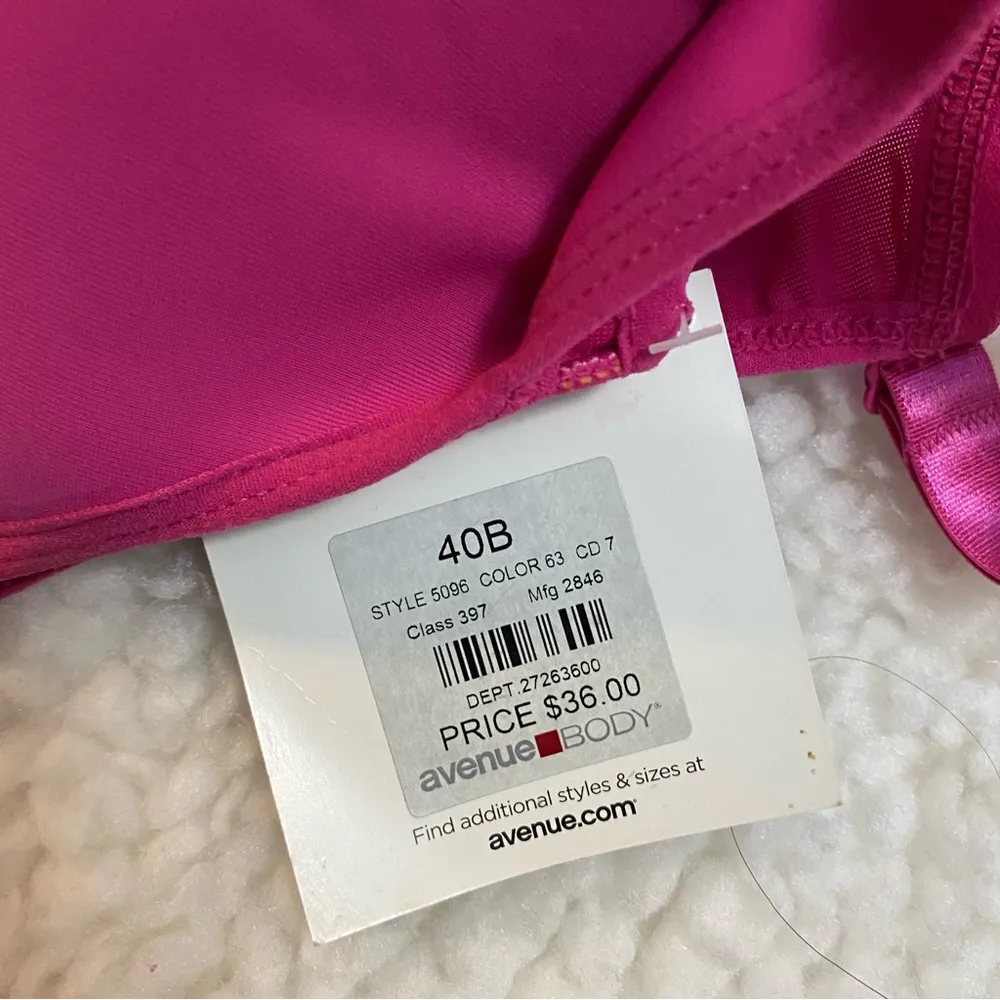 40B
STYLE 5096 COLOR 63 CD 7
Class 397 Mfg 2846
DEPT.27263600
PRICE $36.00
avenue BODY®
Find additional styles & sizes at
avenue.com